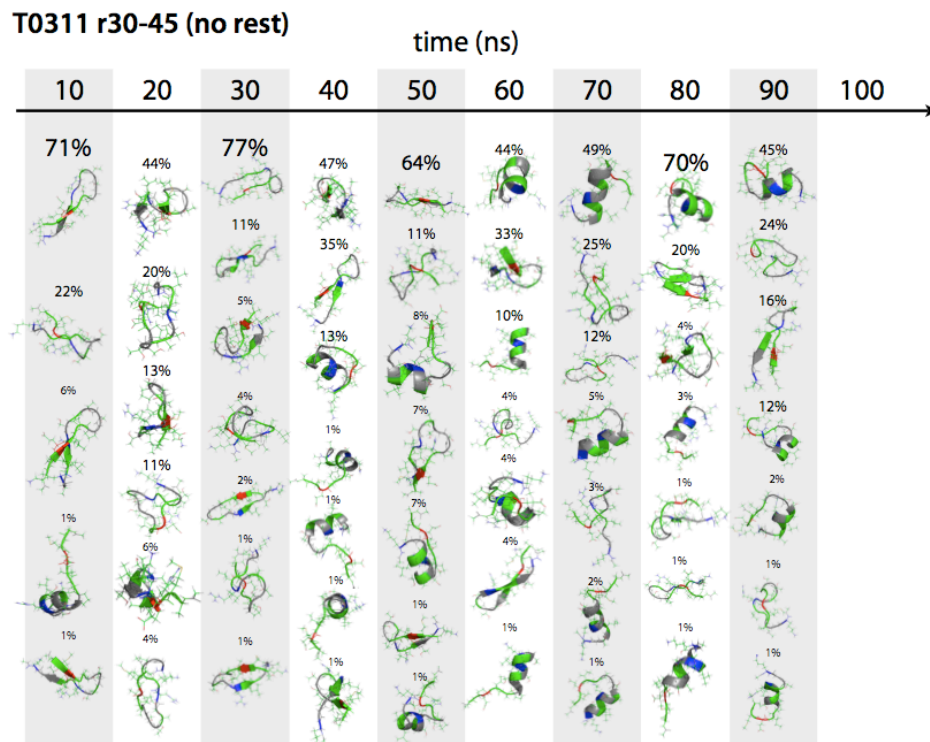 T0311 r30-45 (no rest)
time (ns)
10 20 30 40 50 60 70 80 90 100
71% 44% 77% 47% 64% 44% 49% 70% 45%
11% 35% 11% 33% 25% 20% 24%
22% 20% 5% 13% 8% 10% 12% 4% 16%
6% 13% 4% 1% 7% 4% 5% 3% 12%
11% 2% 1% 7% 4% 3% 1% 2%
1% 6% 1% 1% 1% 4% 2% 1% 1%
1% 4% 1% 1% 1% 1% 1% 1% 1%